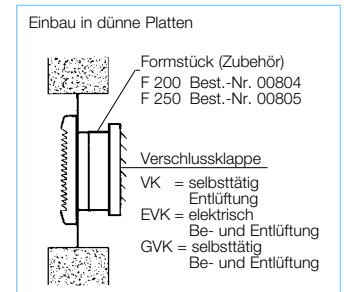 Einbau in dünne Platten
Formstück (Zubehör)
F 200 Best.-Nr. 00804
F 250 Best.-Nr. 00805
Verschlussklappe
VK = selbsttätig
Entlüftung
EVK = elektrisch
Be- und Entlüftung
GVK = selbsttätig
Be- und Entlüftung